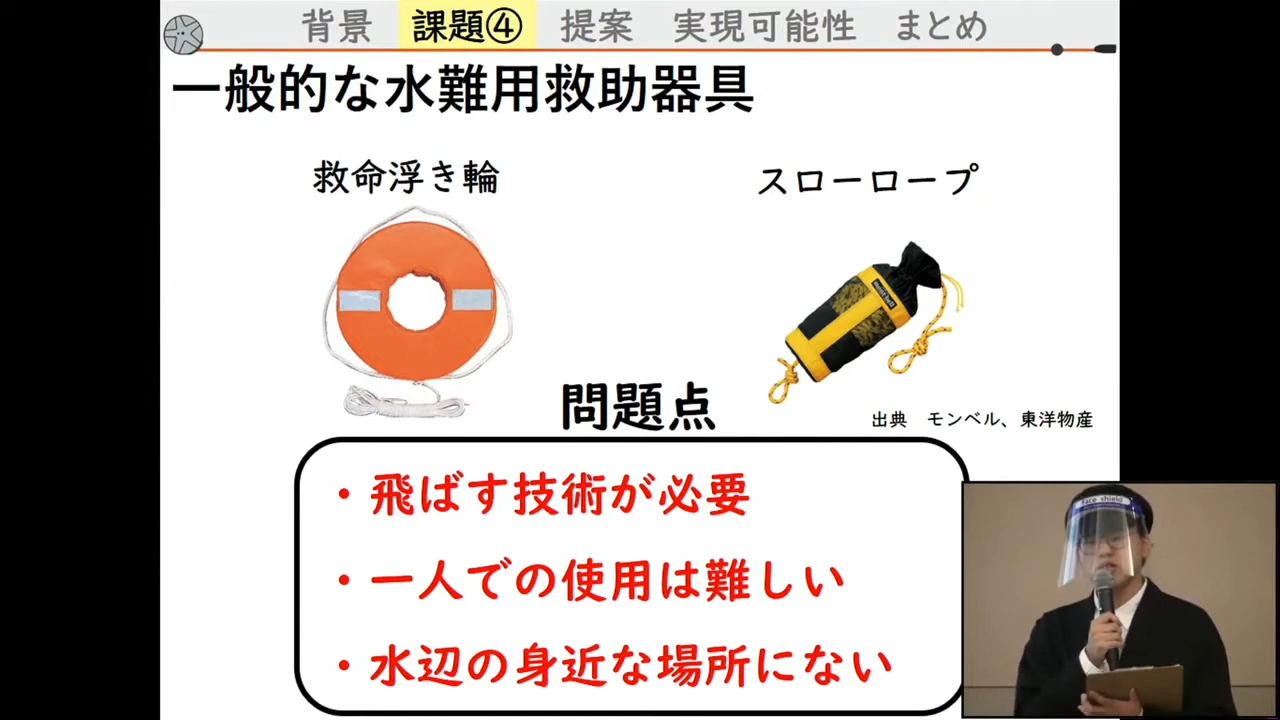 背景 課題④ 提案 実現可能性 まとめ
一般的な水難用救助器具
救命浮き輪
スローロープ
mont-bell
問題点
出典 モンベル、東洋物産
・飛ばす技術が必要
・一人での使用は難しい
・水辺の身近な場所にない
Face shield